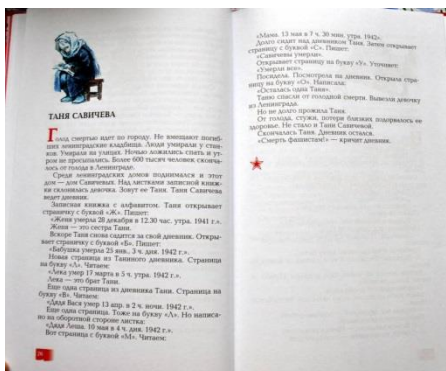 ТАНЯ САВИЧЕВА
Голод смертью идет по городу. Не вмещают погиб-
ших ленинградские кладбища. Люди умирали у стан-
ков. Умирали на улицах. Ночью ложились спать и ут-
ром не просыпались. Более 600 тысяч человек сконча-
лось от голода в Ленинграде.
Среди ленинградских домов поднимался и этот
дом — дом Савичевых. Над листками записной книж-
ки склонилась девочка. Зовут ее Таня. Таня Савичева
ведет дневник.
Записная книжка с алфавитом. Таня открывает
страничку с буквой «Ж». Пишет:
«Женя умерла 28 декабря в 12.30 час. утра. 1941 г.».
Женя — это сестра Тани.
Вскоре Таня снова садится за свой дневник. Откры-
вает страничку с буквой «Б». Пишет:
«Бабушка умерла 25 янв., 3 ч. дня. 1942 г.».
Новая страница из Таниного дневника. Страница
на букву «Л». Читаем:
«Лека умер 17 марта в 5 ч. утра. 1942 г.».
Лека — это брат Тани.
Еще одна страница из дневника Тани. Страница на
букву «В». Читаем:
«Дядя Вася умер 13 апр. в 2 ч. ночи. 1942 г.».
Еще одна страница. Тоже на букву «Л». Но написа-
но на оборотной стороне листка:
«Дядя Леша. 10 мая в 4 ч. дня. 1942 г.».
Вот страница с буквой «М». Читаем:
«Мама. 13 мая в 7 ч. 30 мин. утра. 1942».
Долго сидит над дневником Таня. Затем открывает
страницу с буквой «С». Пишет:
«Савичевы умерли».
Открывает страницу на букву «У». Уточняет:
«Умерли все».
Посидела. Посмотрела на дневник. Открыла стра-
ницу на букву «О». Написала:
«Осталась одна Таня».
Таню спасли от голодной смерти. Вывезли девочку
из Ленинграда.
Но не долго прожила Таня.
От голода, стужи, потери близких подорвалось ее
здоровье. Не стало и Тани Савичевой.
Скончалась Таня. Дневник остался.
«Смерть фашистам!» — кричит дневник.